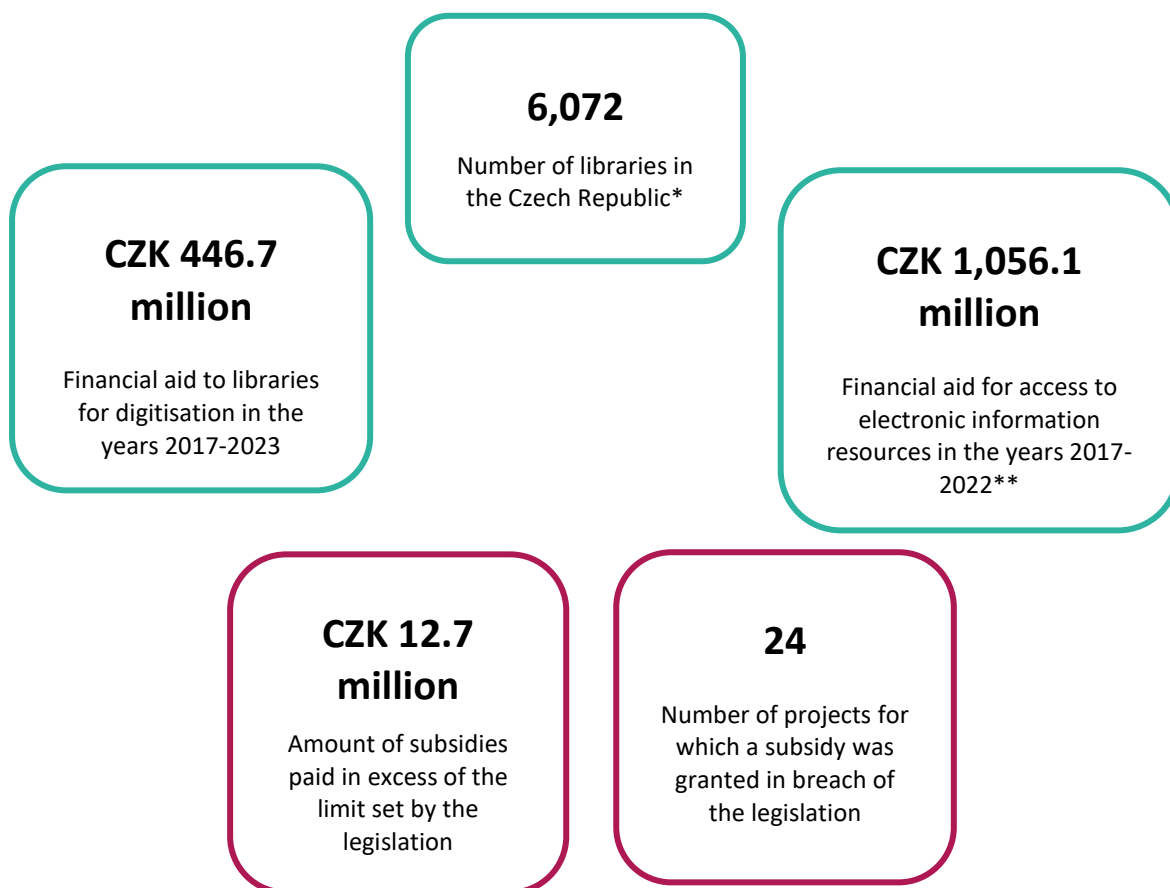 6,072
Number of libraries in
the Czech Republic*
CZK 446.7
million
Financial aid to libraries
for digitisation in the
years 2017-2023
CZK 1,056.1
million
Financial aid for access to
electronic information
resources in the years 2017-
2022**
CZK 12.7
million
Amount of subsidies
paid in excess of the
limit set by the
legislation
24
Number of projects for
which a subsidy was
granted in breach of
the legislation